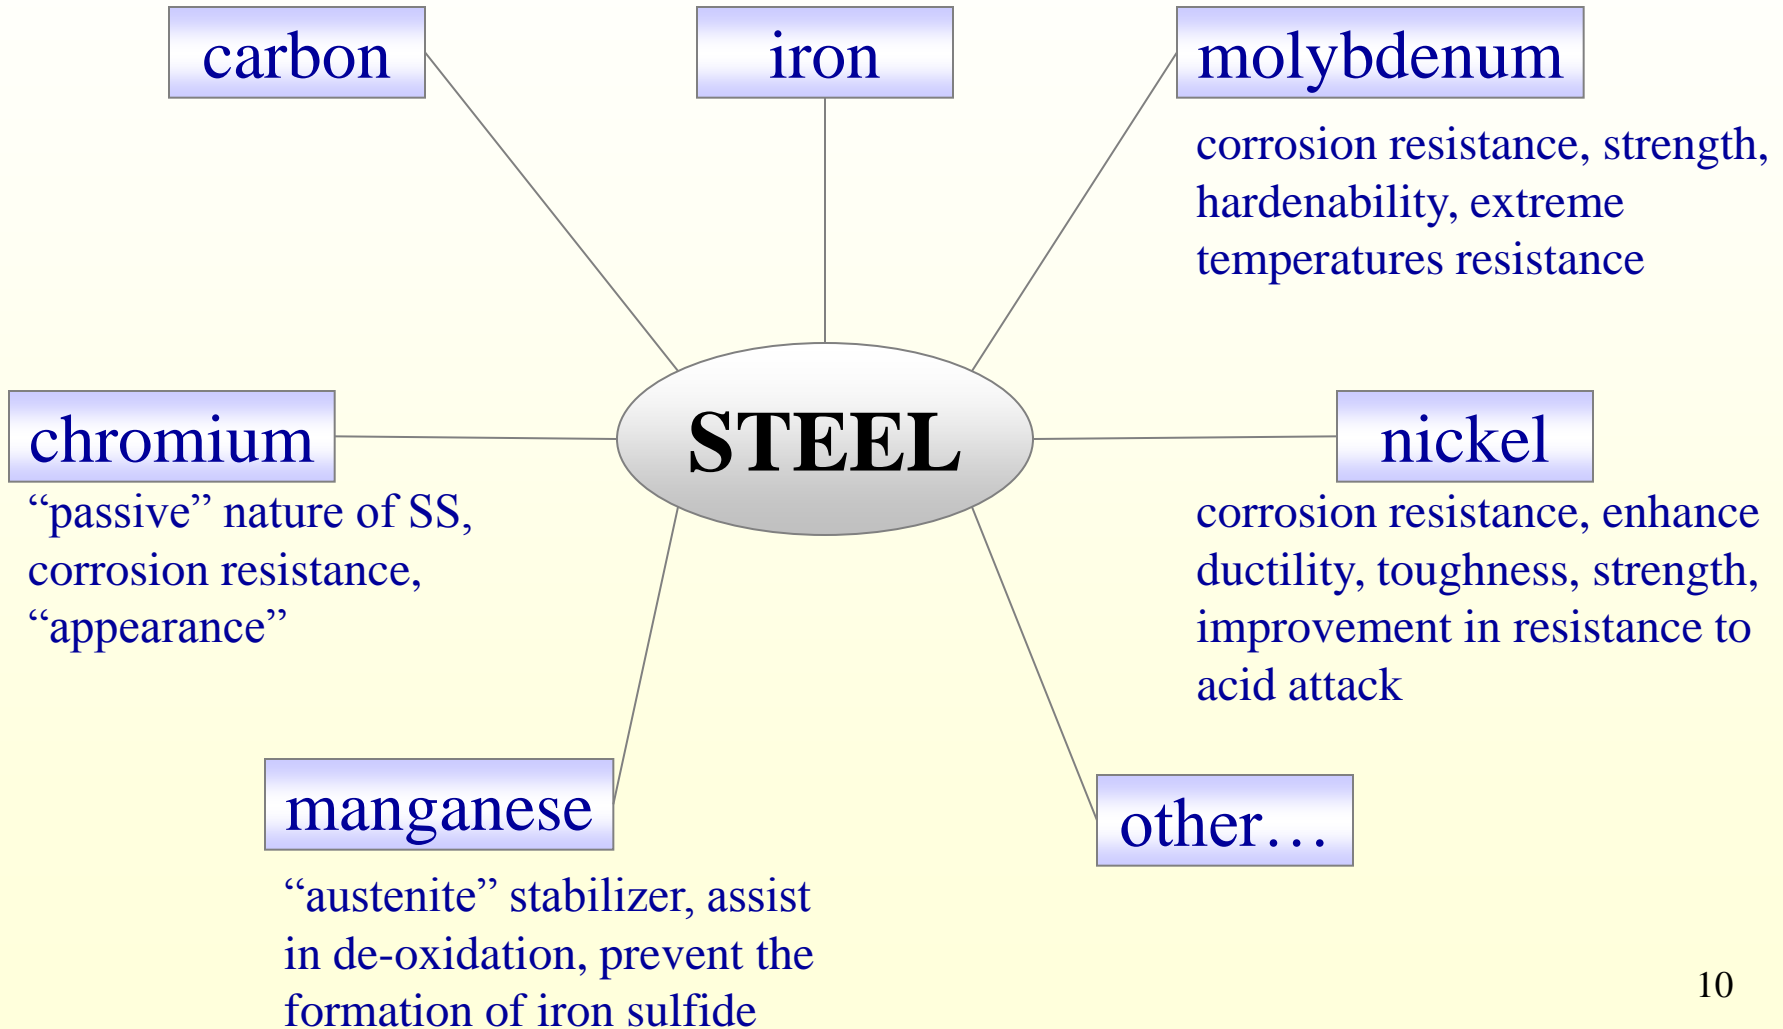 carbon
iron
molybdenum
corrosion resistance, strength,
hardenability, extreme
temperatures resistance
STEEL
chromium
“passive” nature of SS,
corrosion resistance,
“appearance”
nickel
corrosion resistance, enhance
ductility, toughness, strength,
improvement in resistance to
acid attack
manganese
“austenite” stabilizer, assist
in de-oxidation, prevent the
formation of iron sulfide
other…
10